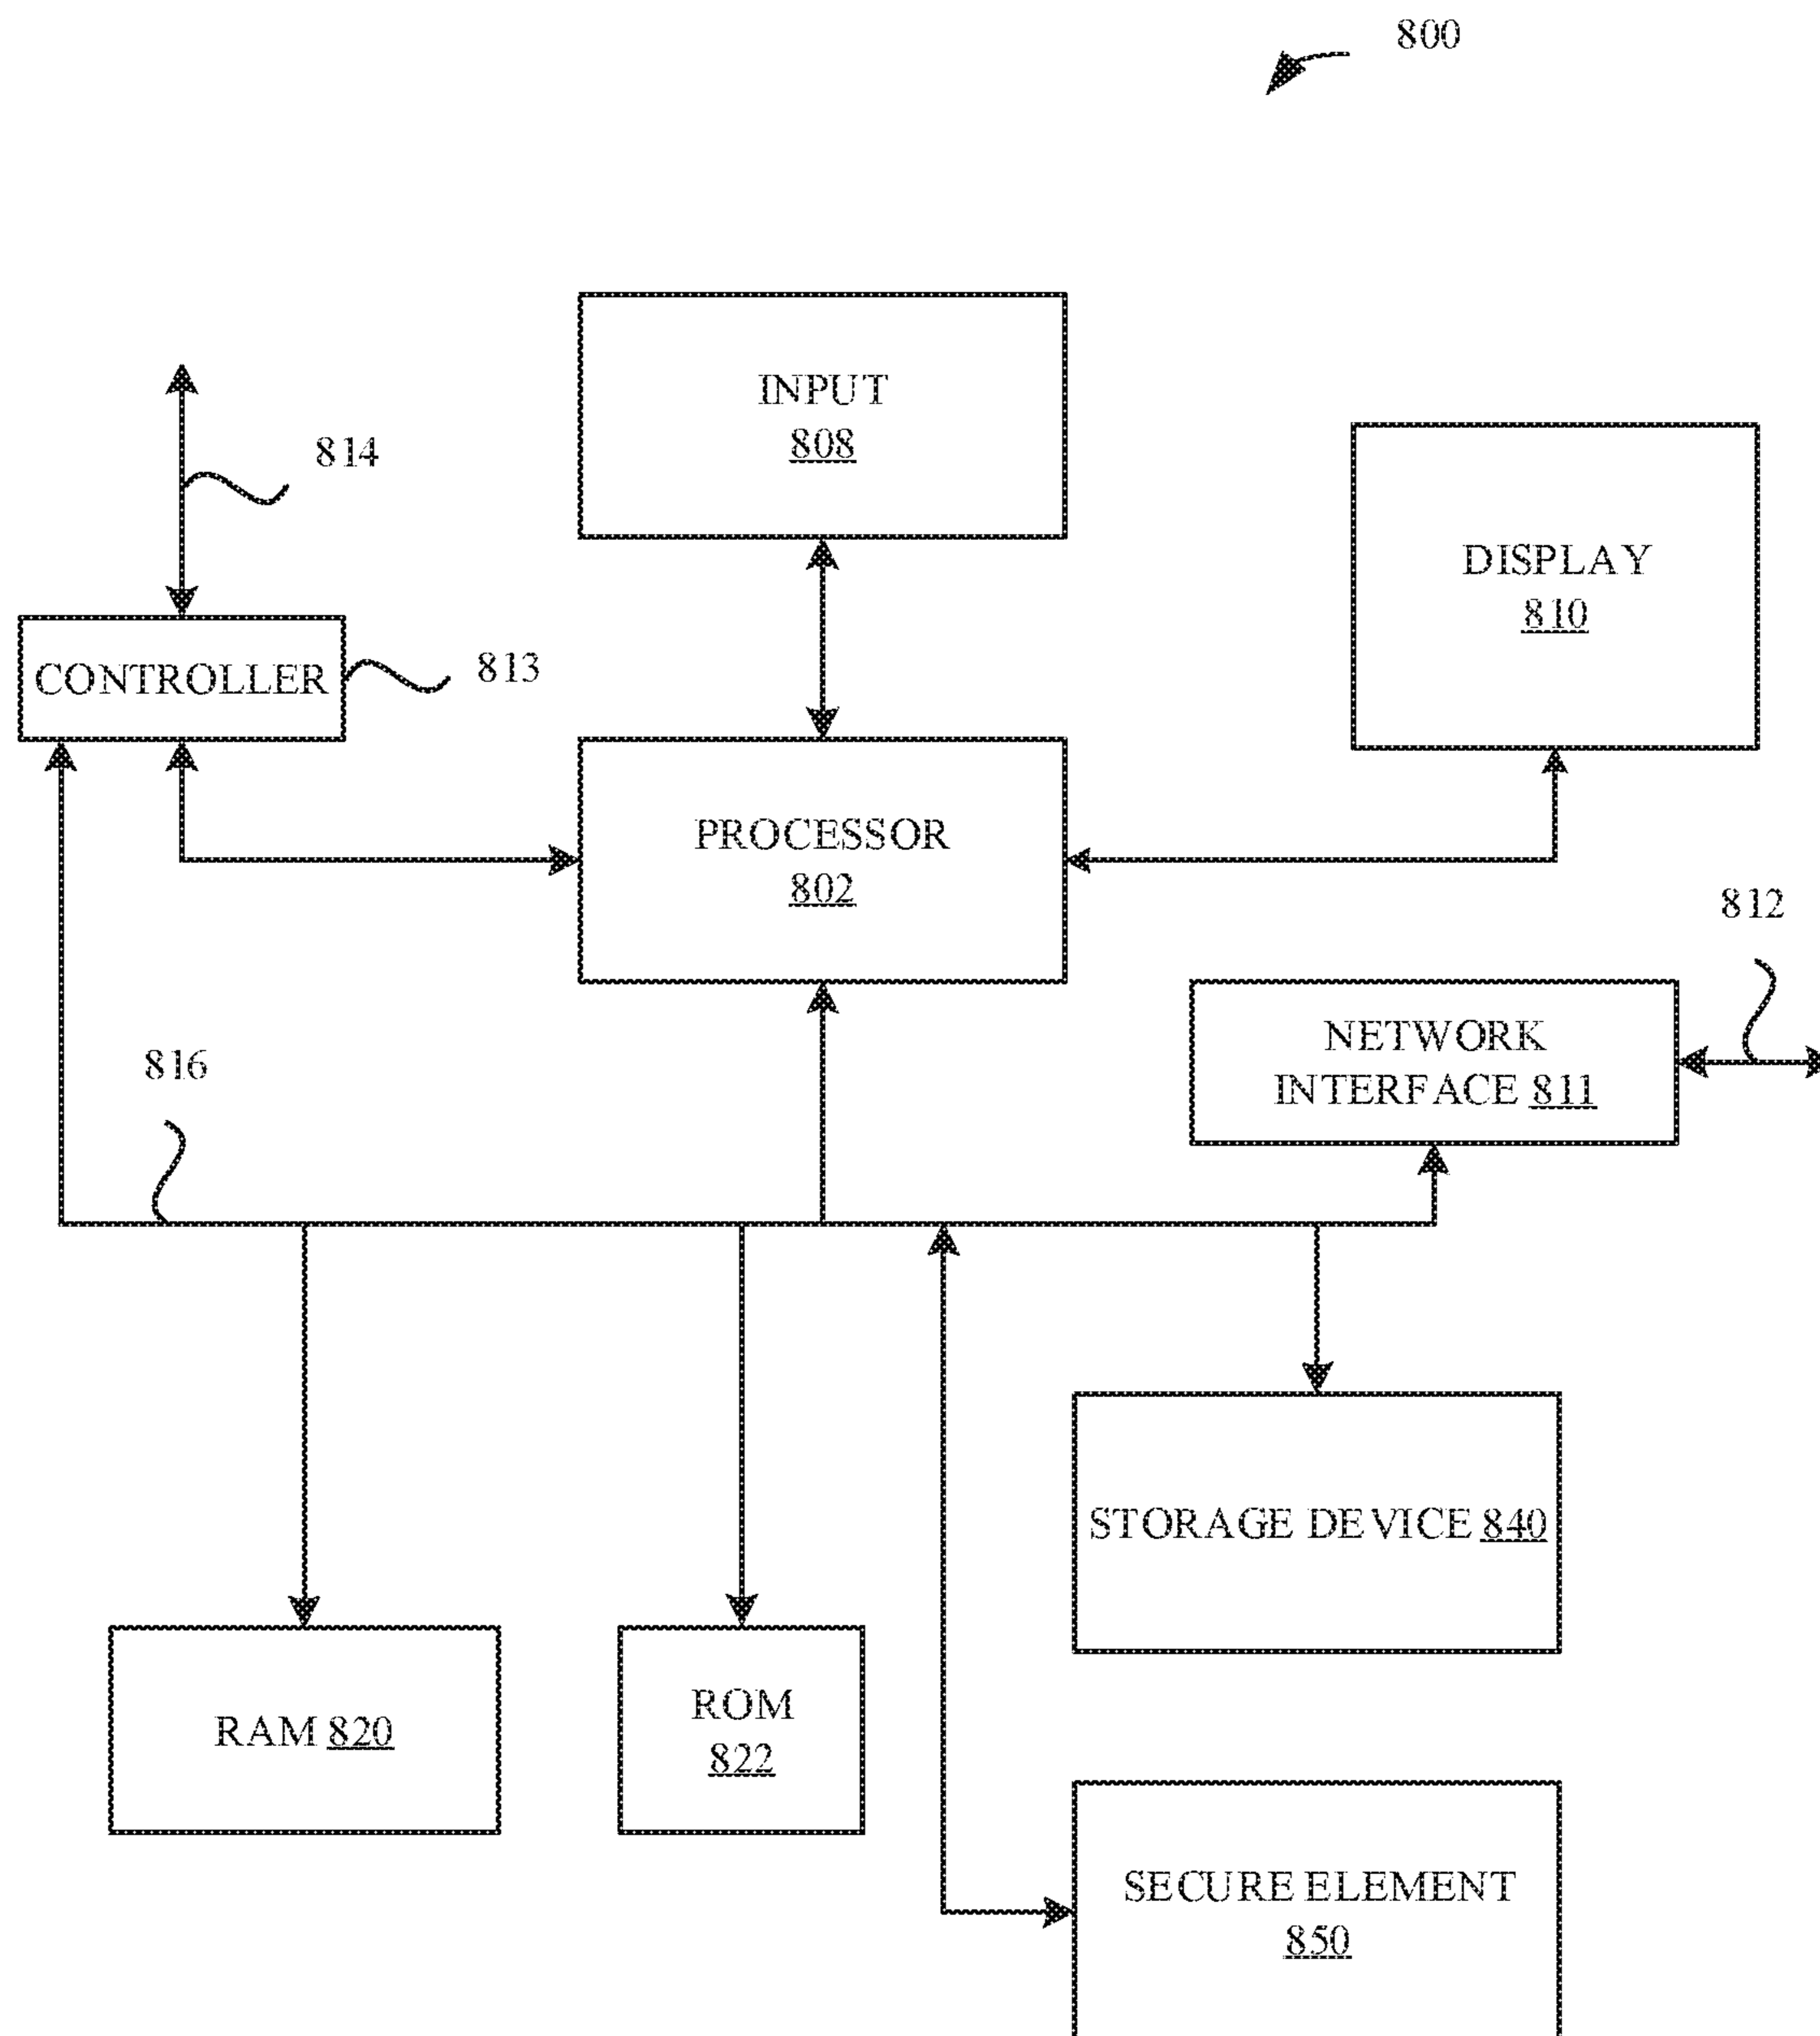 800
INPUT
808
814
DISPLAY
810
CONTROLLER
813
PROCESSOR
802
812
NETWORK
INTERFACE 811
816
STORAGE DEVICE 840
RAM 820
ROM
822
SECURE ELEMENT
850